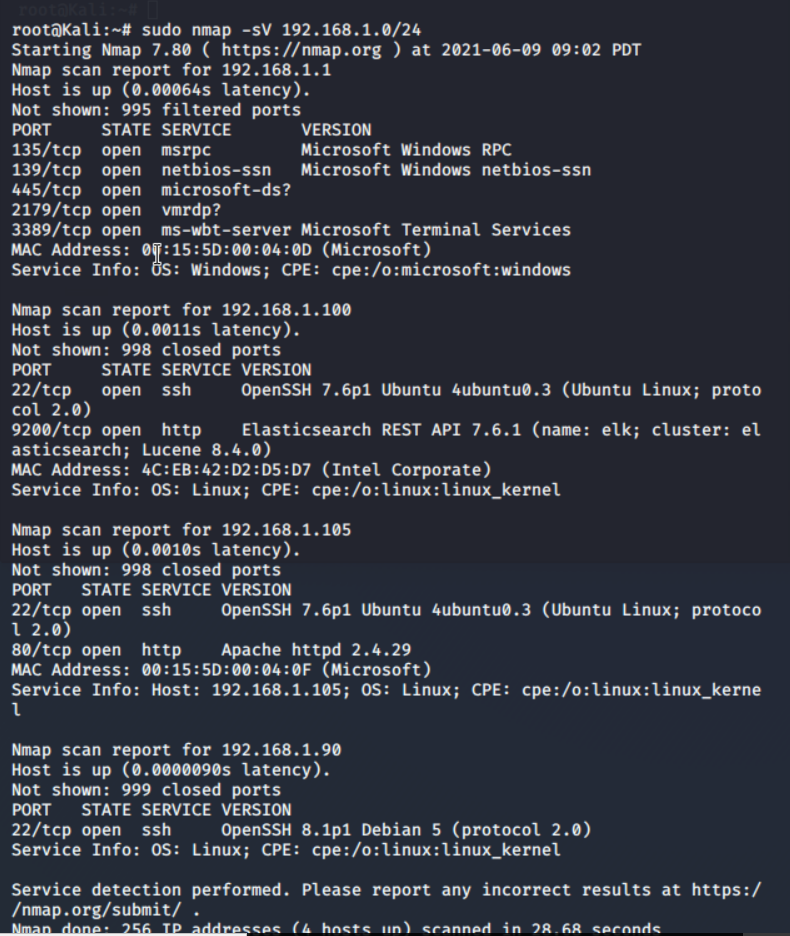 root@Kali:~#
root@Kali:~# sudo nmap -sV 192.168.1.0/24
Starting Nmap 7.80 ( https://nmap.org ) at 2021-06-09 09:02 PDT
Nmap scan report for 192.168.1.1
Host is up (0.00064s latency).
Not shown: 995 filtered ports
PORT     STATE SERVICE       VERSION
135/tcp  open  msrpc         Microsoft Windows RPC
139/tcp  open  netbios-ssn   Microsoft Windows netbios-ssn
445/tcp  open  microsoft-ds?
2179/tcp open  vmrdp?
3389/tcp open  ms-wbt-server Microsoft Terminal Services
MAC Address: 00:15:5D:00:04:0D (Microsoft)
Service Info: OS: Windows; CPE: cpe:/o:microsoft:windows

Nmap scan report for 192.168.1.100
Host is up (0.0011s latency).
Not shown: 998 closed ports
PORT     STATE SERVICE VERSION
22/tcp   open  ssh     OpenSSH 7.6p1 Ubuntu 4ubuntu0.3 (Ubuntu Linux; proto
col 2.0)
9200/tcp open  http    Elasticsearch REST API 7.6.1 (name: elk; cluster: el
asticsearch; Lucene 8.4.0)
MAC Address: 4C:EB:42:D2:D5:D7 (Intel Corporate)
Service Info: OS: Linux; CPE: cpe:/o:linux:linux_kernel

Nmap scan report for 192.168.1.105
Host is up (0.0010s latency).
Not shown: 998 closed ports
PORT   STATE SERVICE VERSION
22/tcp open  ssh     OpenSSH 7.6p1 Ubuntu 4ubuntu0.3 (Ubuntu Linux; protoco
l 2.0)
80/tcp open  http    Apache httpd 2.4.29
MAC Address: 00:15:5D:00:04:0F (Microsoft)
Service Info: Host: 192.168.1.105; OS: Linux; CPE: cpe:/o:linux:linux_kerne
l

Nmap scan report for 192.168.1.90
Host is up (0.0000090s latency).
Not shown: 999 closed ports
PORT   STATE SERVICE VERSION
22/tcp open  ssh     OpenSSH 8.1p1 Debian 5 (protocol 2.0)
Service Info: OS: Linux; CPE: cpe:/o:linux:linux_kernel

Service detection performed. Please report any incorrect results at https:/
/nmap.org/submit/ .
Nmap done: 256 IP addresses (4 hosts up) scanned in 28.68 seconds